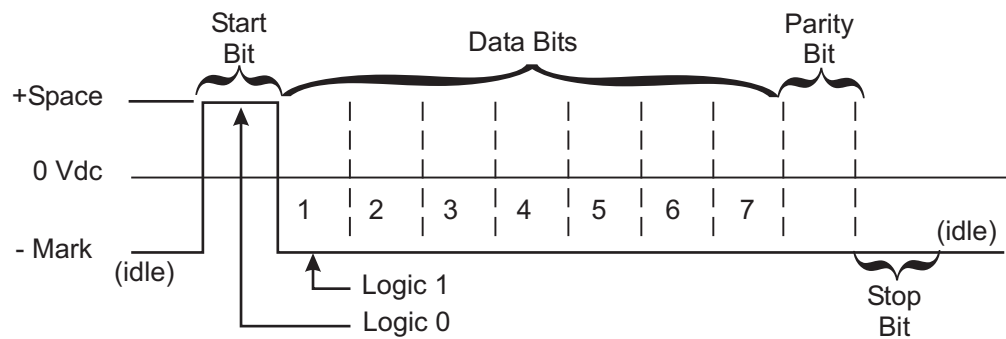 Start
Bit
Data Bits
Parity
Bit
+Space
0 Vdc
1 2 3 4 5 6 7
- Mark
(idle)
(idle)
Logic 1
Logic 0
Stop
Bit